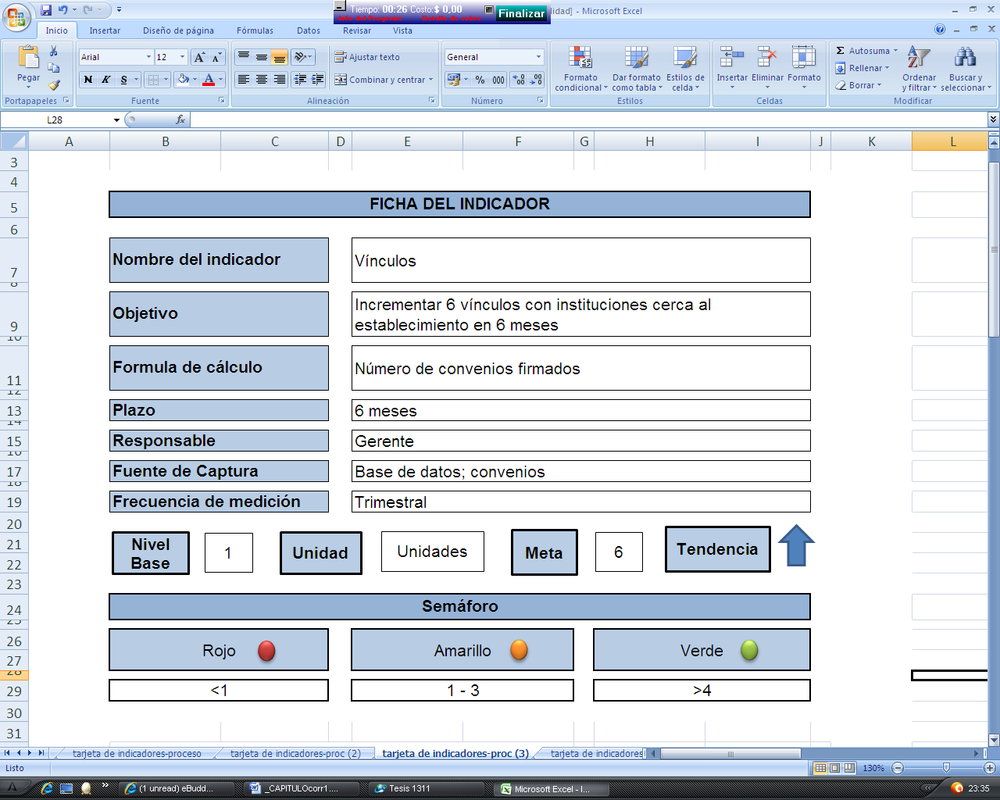 Tiempo: 00:26 Costo:$ 0,00
Finalizar
lidad] - Microsoft Excel
Inicio Insertar Diseño de página Fórmulas Datos Revisar Vista
Pegar
Portapapeles
Arial 12
N K S
Fuente
Ajustar texto
Combinar y centrar
Alineación
General
% 000
Número
Formato condicional
Dar formato como tabla
Estilos de celda
Estilos
Insertar Eliminar Formato
Celdas
Autosuma
Rellenar
Borrar
Ordenar y filtrar
Buscar y seleccionar
Modificar
L28 fx
A B C D E F G H I J K L
3
4
5 FICHA DEL INDICADOR
6
7 Nombre del indicador Vínculos
8
9 Objetivo Incrementar 6 vínculos con instituciones cerca al
establecimiento en 6 meses
10
11 Formula de cálculo Número de convenios firmados
12
13 Plazo 6 meses
14
15 Responsable Gerente
16
17 Fuente de Captura Base de datos; convenios
18
19 Frecuencia de medición Trimestral
20
21 Nivel Base 1 Unidad Unidades Meta 6 Tendencia
22
23
24 Semáforo
25
26 Rojo Amarillo Verde
27
28
29 <1 1 - 3 >4
30
31
tarjeta de indicadores-proceso tarjeta de indicadores-proc (2) tarjeta de indicadores-proc (3) tarjeta de indicadores
Listo 130%
(1 unread) eBudd... _CAPITULOcorr1.... Tesis 1311 Microsoft Excel - I... 23:35